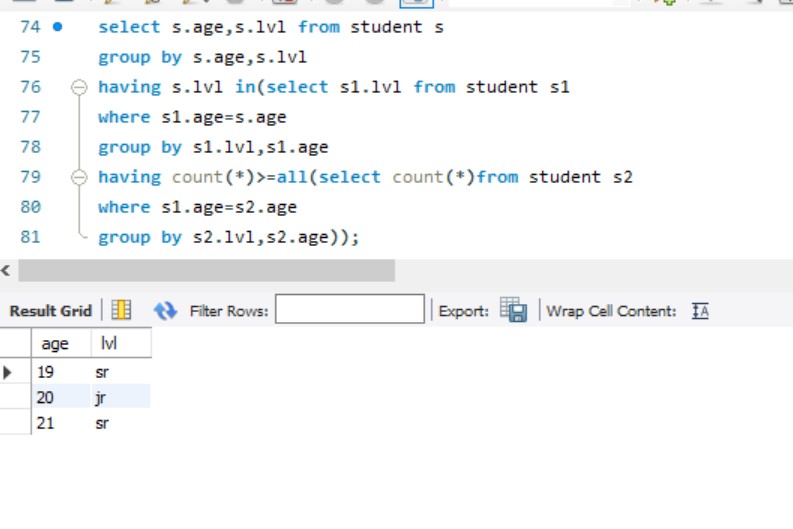 74 select s.age,s.lvl from student s
75 group by s.age,s.lvl
76 having s.lvl in(select s1.lvl from student s1
77 where s1.age=s.age
78 group by s1.lvl,s1.age
79 having count(*)>=all(select count(*)from student s2
80 where s1.age=s2.age
81 group by s2.lvl,s2.age));
Result Grid Filter Rows: Export: Wrap Cell Content: IA
age lvl
19 sr
20 jr
21 sr